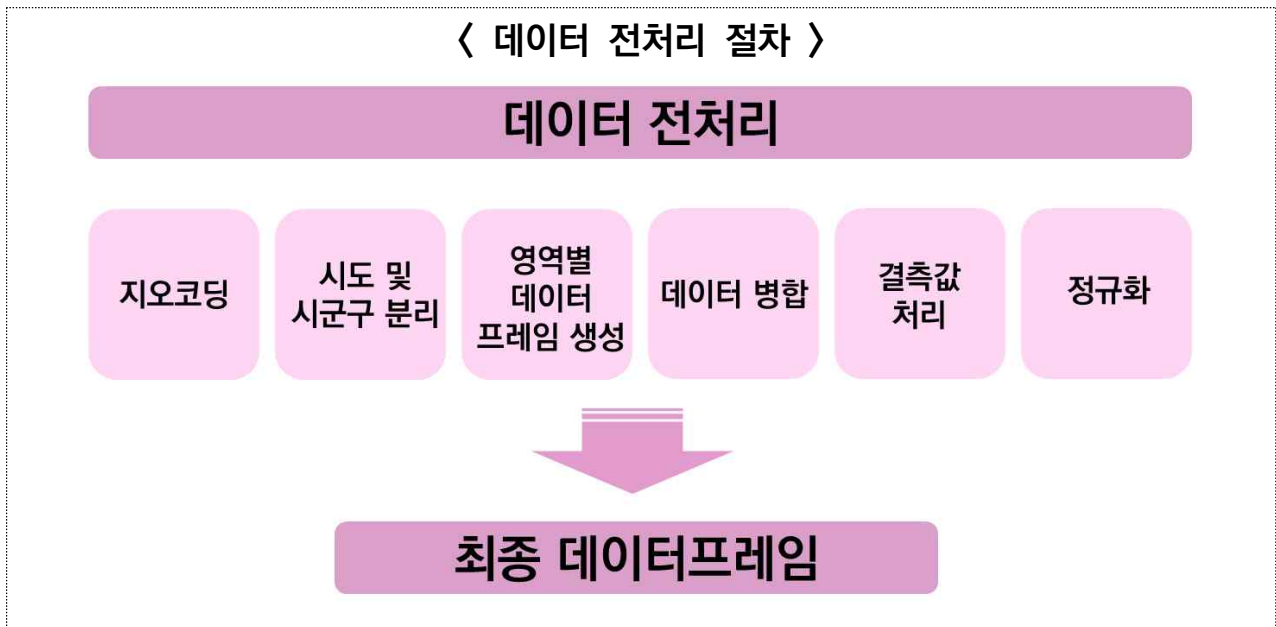 〈 데이터 전처리 절차 〉
데이터 전처리
지오코딩
시도 및
시군구 분리
영역별
데이터
프레임 생성
데이터 병합
결측값
처리
정규화
최종 데이터프레임